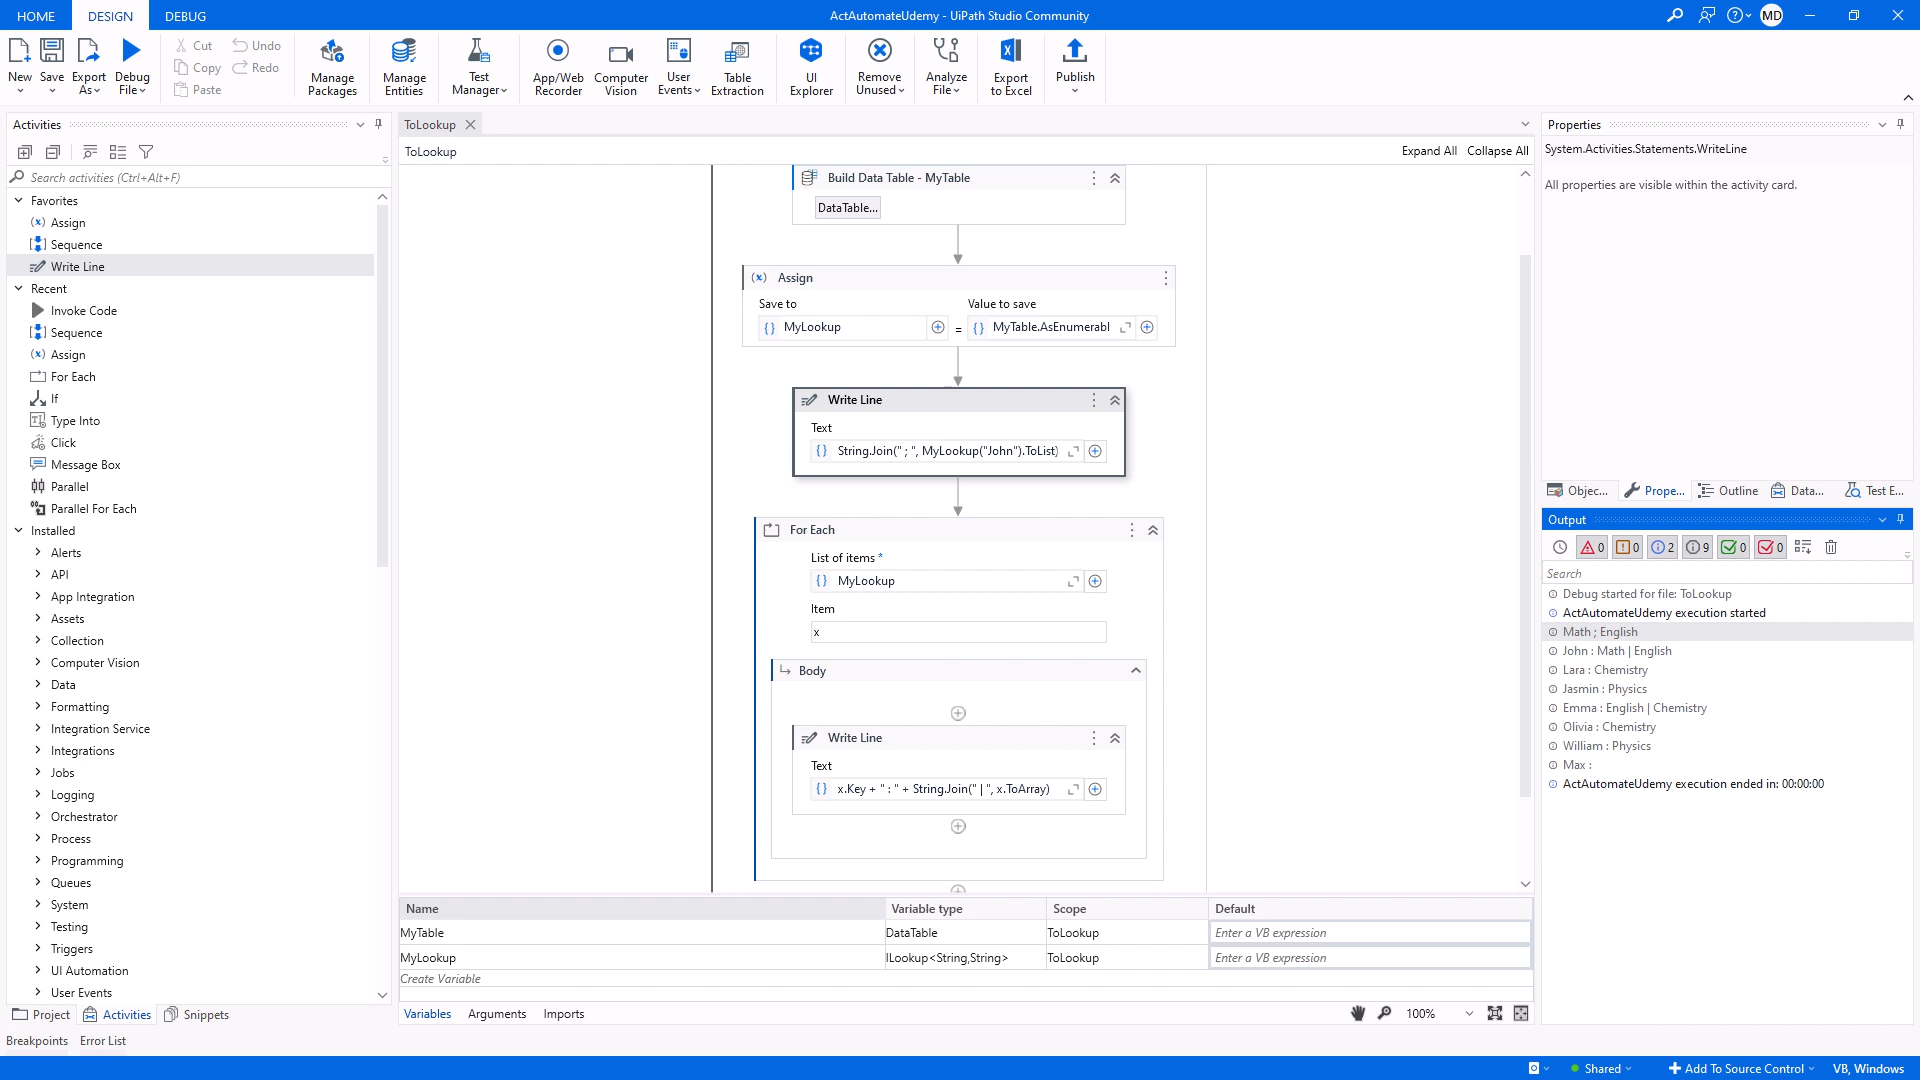 HOME
DESIGN
DEBUG
ActAutomateUdemy - UiPath Studio Community
MD
New
Save
Export As
Debug File
Cut
Copy
Paste
Undo
Redo
Manage Packages
Manage Entities
Test Manager
App/Web Recorder
Computer Vision
User Events
Table Extraction
UI Explorer
Remove Unused
Analyze File
Export to Excel
Publish
Activities
Search activities (Ctrl+Alt+F)
Favorites
Assign
Sequence
Write Line
Recent
Invoke Code
Sequence
Assign
For Each
If
Type Into
Click
Message Box
Parallel
Parallel For Each
Installed
Alerts
API
App Integration
Assets
Collection
Computer Vision
Data
Formatting
Integration Service
Integrations
Jobs
Logging
Orchestrator
Process
Programming
Queues
System
Testing
Triggers
UI Automation
User Events
Project
Activities
Snippets
Breakpoints
Error List
ToLookup
ToLookup
Expand All
Collapse All
Build Data Table - MyTable
DataTable...
Assign
Save to
Value to save
MyLookup
=
MyTable.AsEnumerabl
Write Line
Text
String.Join(" ; ", MyLookup("John").ToList)
For Each
List of items *
MyLookup
Item
x
Body
Write Line
Text
x.Key + " : " + String.Join(" | ", x.ToArray)
Name
Variable type
Scope
Default
MyTable
DataTable
ToLookup
Enter a VB expression
MyLookup
ILookup<String,String>
ToLookup
Enter a VB expression
Create Variable
Variables
Arguments
Imports
100%
Properties
System.Activities.Statements.WriteLine
All properties are visible within the activity card.
Objec...
Prope...
Outline
Data...
Test E...
Output
0
0
2
9
0
0
Search
Debug started for file: ToLookup
ActAutomateUdemy execution started
Math ; English
John : Math | English
Lara : Chemistry
Jasmin : Physics
Emma : English | Chemistry
Olivia : Chemistry
William : Physics
Max :
ActAutomateUdemy execution ended in: 00:00:00
Shared
Add To Source Control
VB, Windows